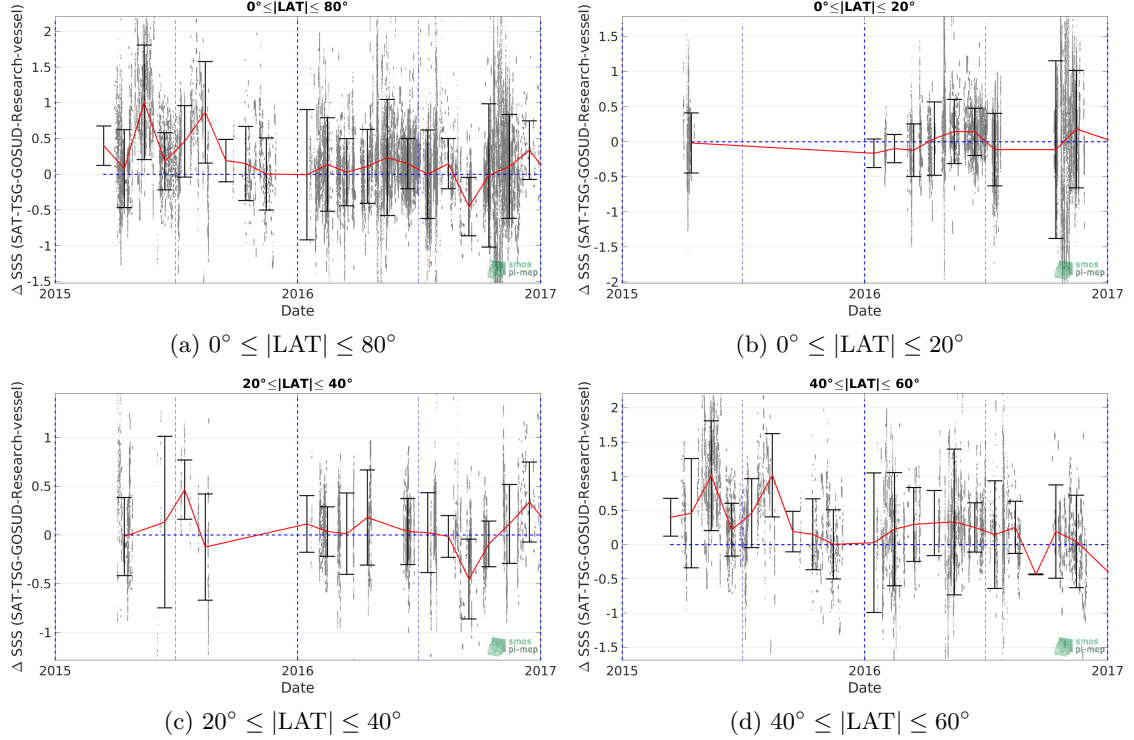 0°≤|LAT|≤ 80°
Δ SSS (SAT-TSG-GOSUD-Research-vessel)
2
1.5
1
0.5
0
-0.5
-1
-1.5
2015
2016
2017
Date
smos
pi-mep
(a) 0° ≤ |LAT| ≤ 80°
0°≤|LAT|≤ 20°
Δ SSS (SAT-TSG-GOSUD-Research-vessel)
1.5
1
0.5
0
-0.5
-1
-1.5
-2
2015
2016
2017
Date
smos
pi-mep
(b) 0° ≤ |LAT| ≤ 20°
20°≤|LAT|≤ 40°
Δ SSS (SAT-TSG-GOSUD-Research-vessel)
1
0.5
0
-0.5
-1
2015
2016
2017
Date
smos
pi-mep
(c) 20° ≤ |LAT| ≤ 40°
40°≤|LAT|≤ 60°
Δ SSS (SAT-TSG-GOSUD-Research-vessel)
2
1.5
1
0.5
0
-0.5
-1
-1.5
2015
2016
2017
Date
smos
pi-mep
(d) 40° ≤ |LAT| ≤ 60°